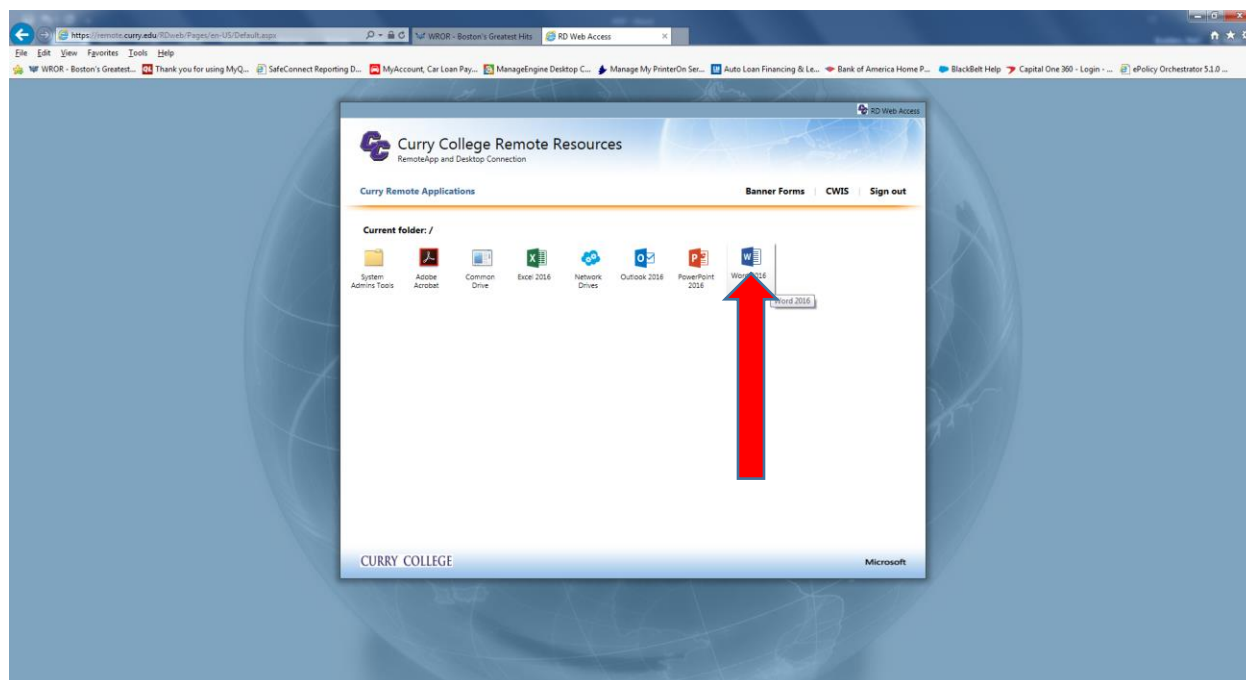 https://remote.curry.edu/RDweb/Pages/en-US/Default.aspx
WROR - Boston's Greatest Hits
RD Web Access
File Edit View Favorites Tools Help
WROR - Boston's Greatest... Thank you for using MyQ... SafeConnect Reporting D... MyAccount, Car Loan Pay... ManageEngine Desktop C... Manage My PrinterOn Ser... Auto Loan Financing & Le... Bank of America Home P... BlackBelt Help Capital One 360 - Login - ... ePolicy Orchestrator 5.1.0 ...
RD Web Access
CC Curry College Remote Resources
RemoteApp and Desktop Connection
Curry Remote Applications
Banner Forms | CWIS | Sign out
Current folder: /
System Admins Tools
Adobe Acrobat
Common Drive
Excel 2016
Network Drives
Outlook 2016
PowerPoint 2016
Word 2016
Word 2016
CURRY COLLEGE
Microsoft